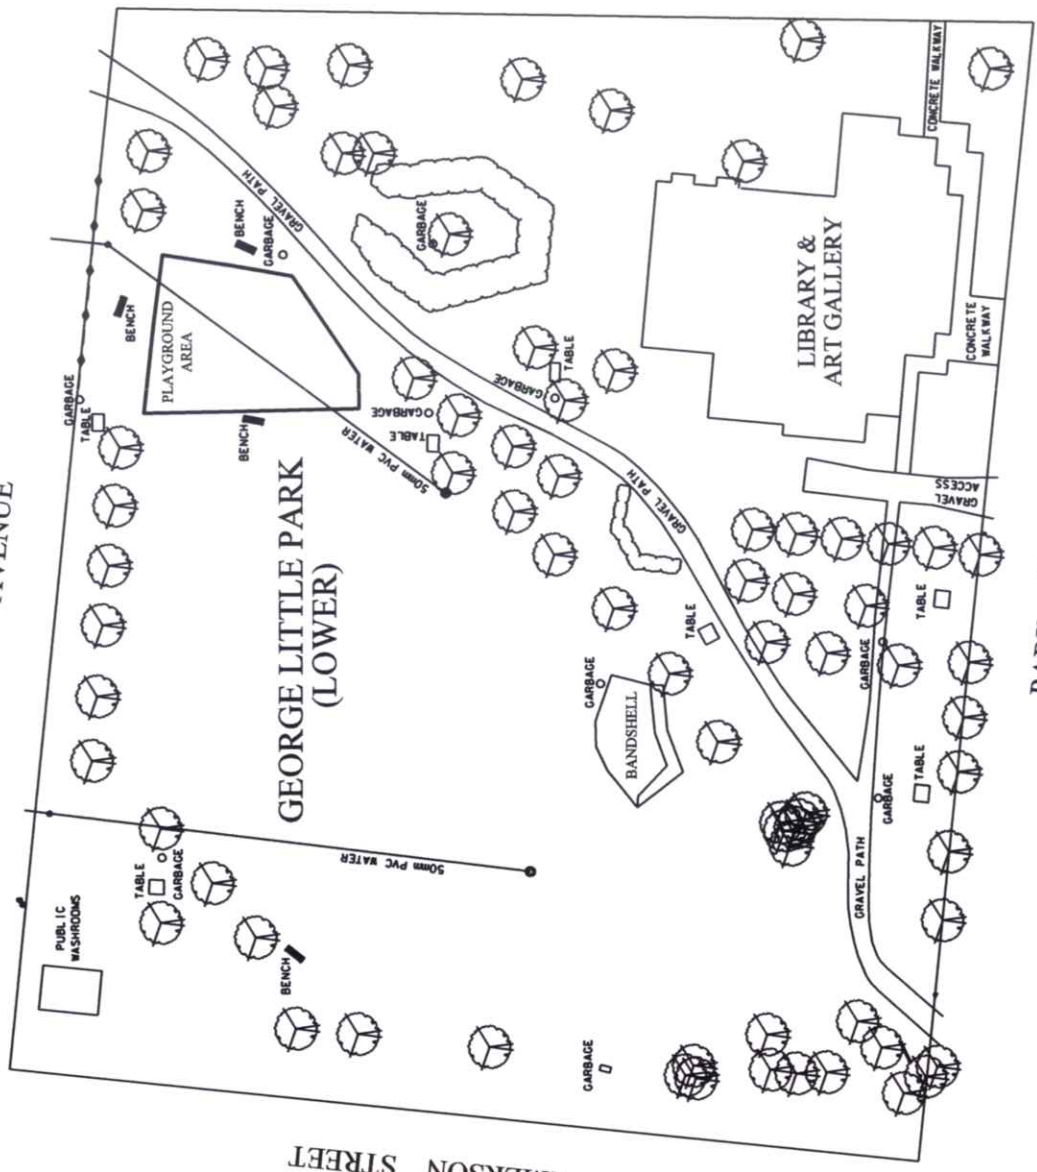 AVENUE
CONCRETE WALKWAY
GRAVEL PATH
BENCH
GARBAGE
GARBAGE
BENCH
PLAYGROUND
AREA
LIBRARY &
ART GALLERY
CONCRETE
WALKWAY
GARBAGE
TABLE
BENCH
GARBAGE
TABLE
TABLE
GARBAGE
50mm PVC WATER
GRAVEL PATH
GRAVEL
ACCESS
GEORGE LITTLE PARK
(LOWER)
TABLE
TABLE
GARBAGE
GARBAGE
BANDSHELL
TABLE
GARBAGE
50mm PVC WATER
TABLE
GARBAGE
GRAVEL PATH
PUBLIC
WASHROOMS
BENCH
GARBAGE
STREET